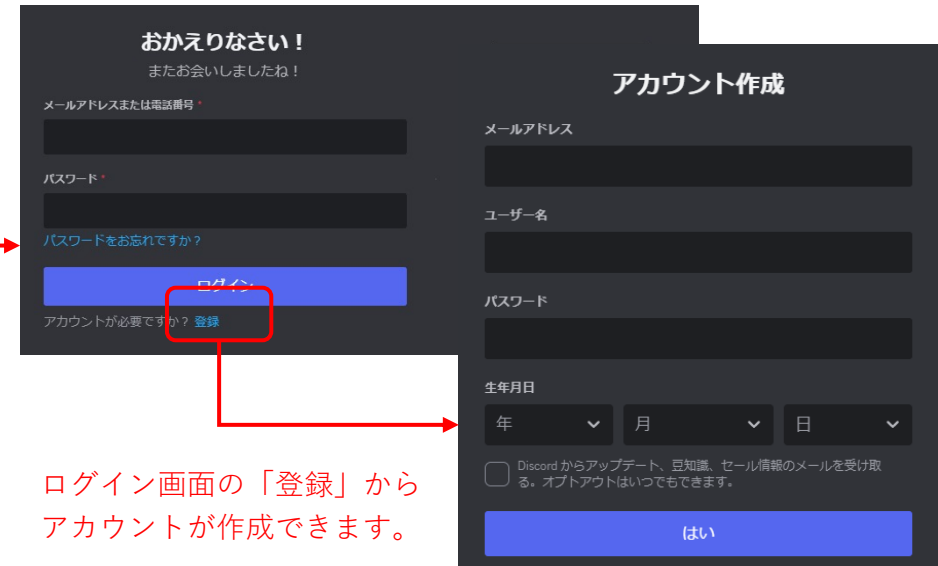 おかえりなさい！
またお会いしましたね！
メールアドレスまたは電話番号 *
パスワード *
パスワードをお忘れですか？
ログイン
アカウントが必要ですか？ 登録
ログイン画面の「登録」から
アカウントが作成できます。
アカウント作成
メールアドレス
ユーザー名
パスワード
生年月日
年 月 日
Discord からアップデート、豆知識、セール情報のメールを受け取
る。オプトアウトはいつでもできます。
はい